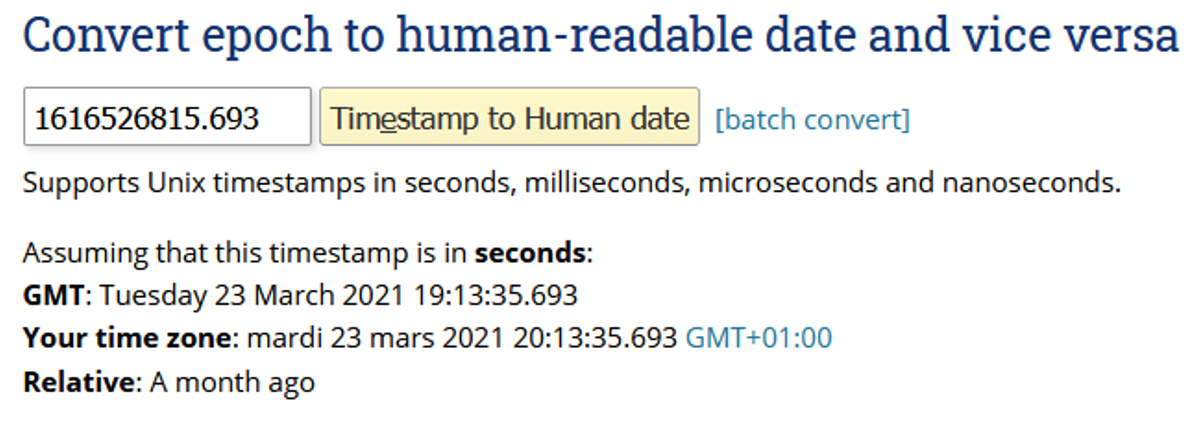 Convert epoch to human-readable date and vice versa
1616526815.693 Timestamp to Human date [batch convert]
Supports Unix timestamps in seconds, milliseconds, microseconds and nanoseconds.
Assuming that this timestamp is in seconds:
GMT: Tuesday 23 March 2021 19:13:35.693
Your time zone: mardi 23 mars 2021 20:13:35.693 GMT+01:00
Relative: A month ago